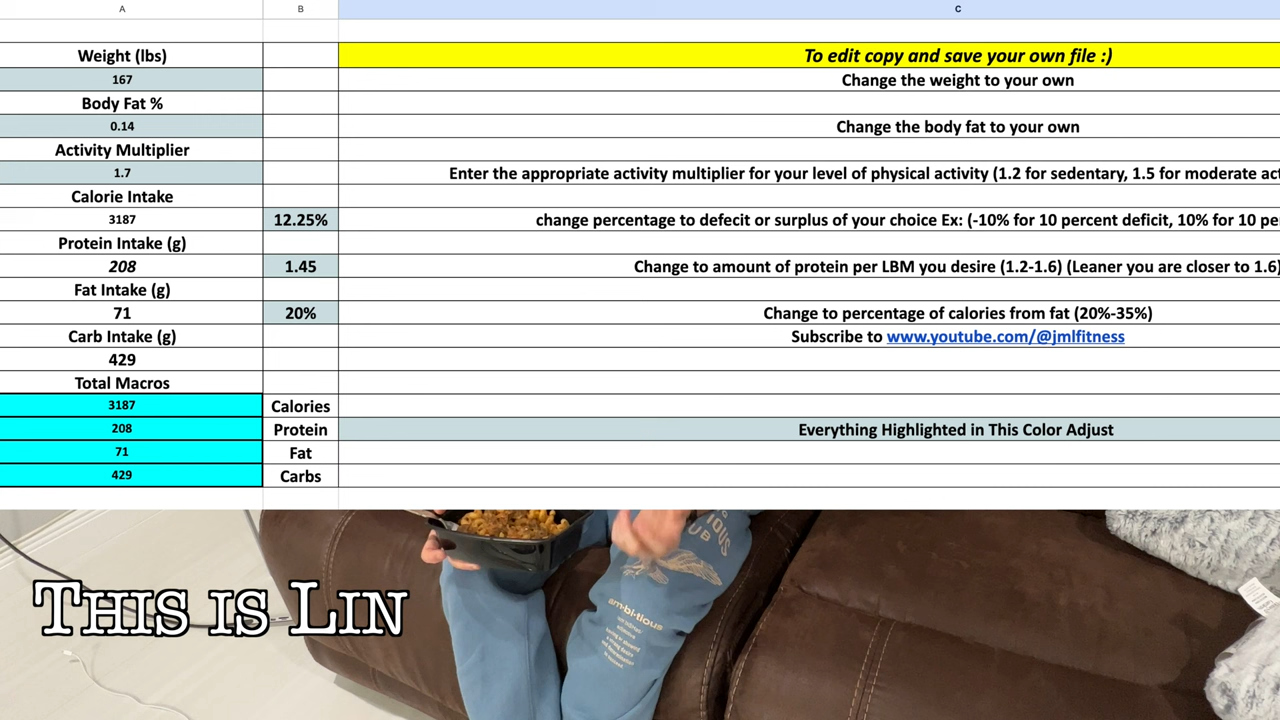 A B C
Weight (lbs) To edit copy and save your own file :)
167 Change the weight to your own
Body Fat %
0.14 Change the body fat to your own
Activity Multiplier
1.7 Enter the appropriate activity multiplier for your level of physical activity (1.2 for sedentary, 1.5 for moderate act
Calorie Intake
3187 12.25% change percentage to defecit or surplus of your choice Ex: (-10% for 10 percent deficit, 10% for 10 pe
Protein Intake (g)
208 1.45 Change to amount of protein per LBM you desire (1.2-1.6) (Leaner you are closer to 1.6)
Fat Intake (g)
71 20% Change to percentage of calories from fat (20%-35%)
Carb Intake (g) Subscribe to www.youtube.com/@jmlfitness
429
Total Macros
3187 Calories
208 Protein Everything Highlighted in This Color Adjust
71 Fat
429 Carbs
THIS IS LIN
am·bi·tious